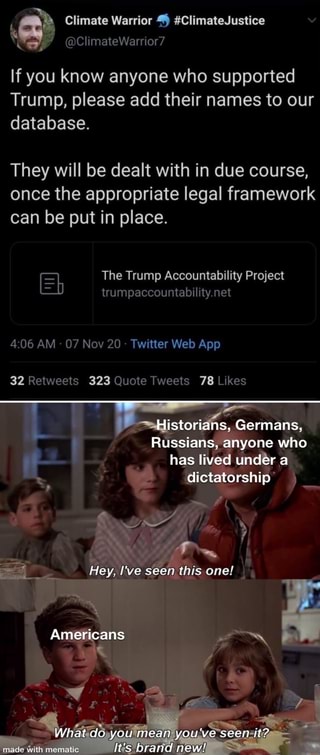 Climate Warrior #ClimateJustice
@ClimateWarrior7
If you know anyone who supported
Trump, please add their names to our
database.
They will be dealt with in due course,
once the appropriate legal framework
can be put in place.
The Trump Accountability Project
trumpaccountability.net
4:06 AM · 07 Nov 20 · Twitter Web App
32 Retweets 323 Quote Tweets 78 Likes
Historians, Germans,
Russians, anyone who
has lived under a
dictatorship
Hey, I've seen this one!
Americans
What do you mean you've seen it?
It's brand new!
made with mematic